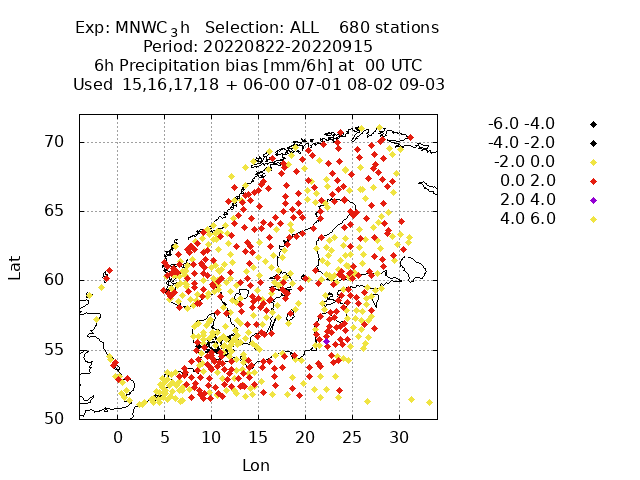 Exp: MNWC_3h   Selection: ALL    680 stations
Period: 20220822-20220915
6h Precipitation bias [mm/6h] at  00 UTC
Used  15,16,17,18 + 06-00 07-01 08-02 09-03
-6.0 -4.0
-4.0 -2.0
-2.0 0.0
0.0 2.0
2.0 4.0
4.0 6.0
70
65
60
55
50
Lat
0 5 10 15 20 25 30
Lon